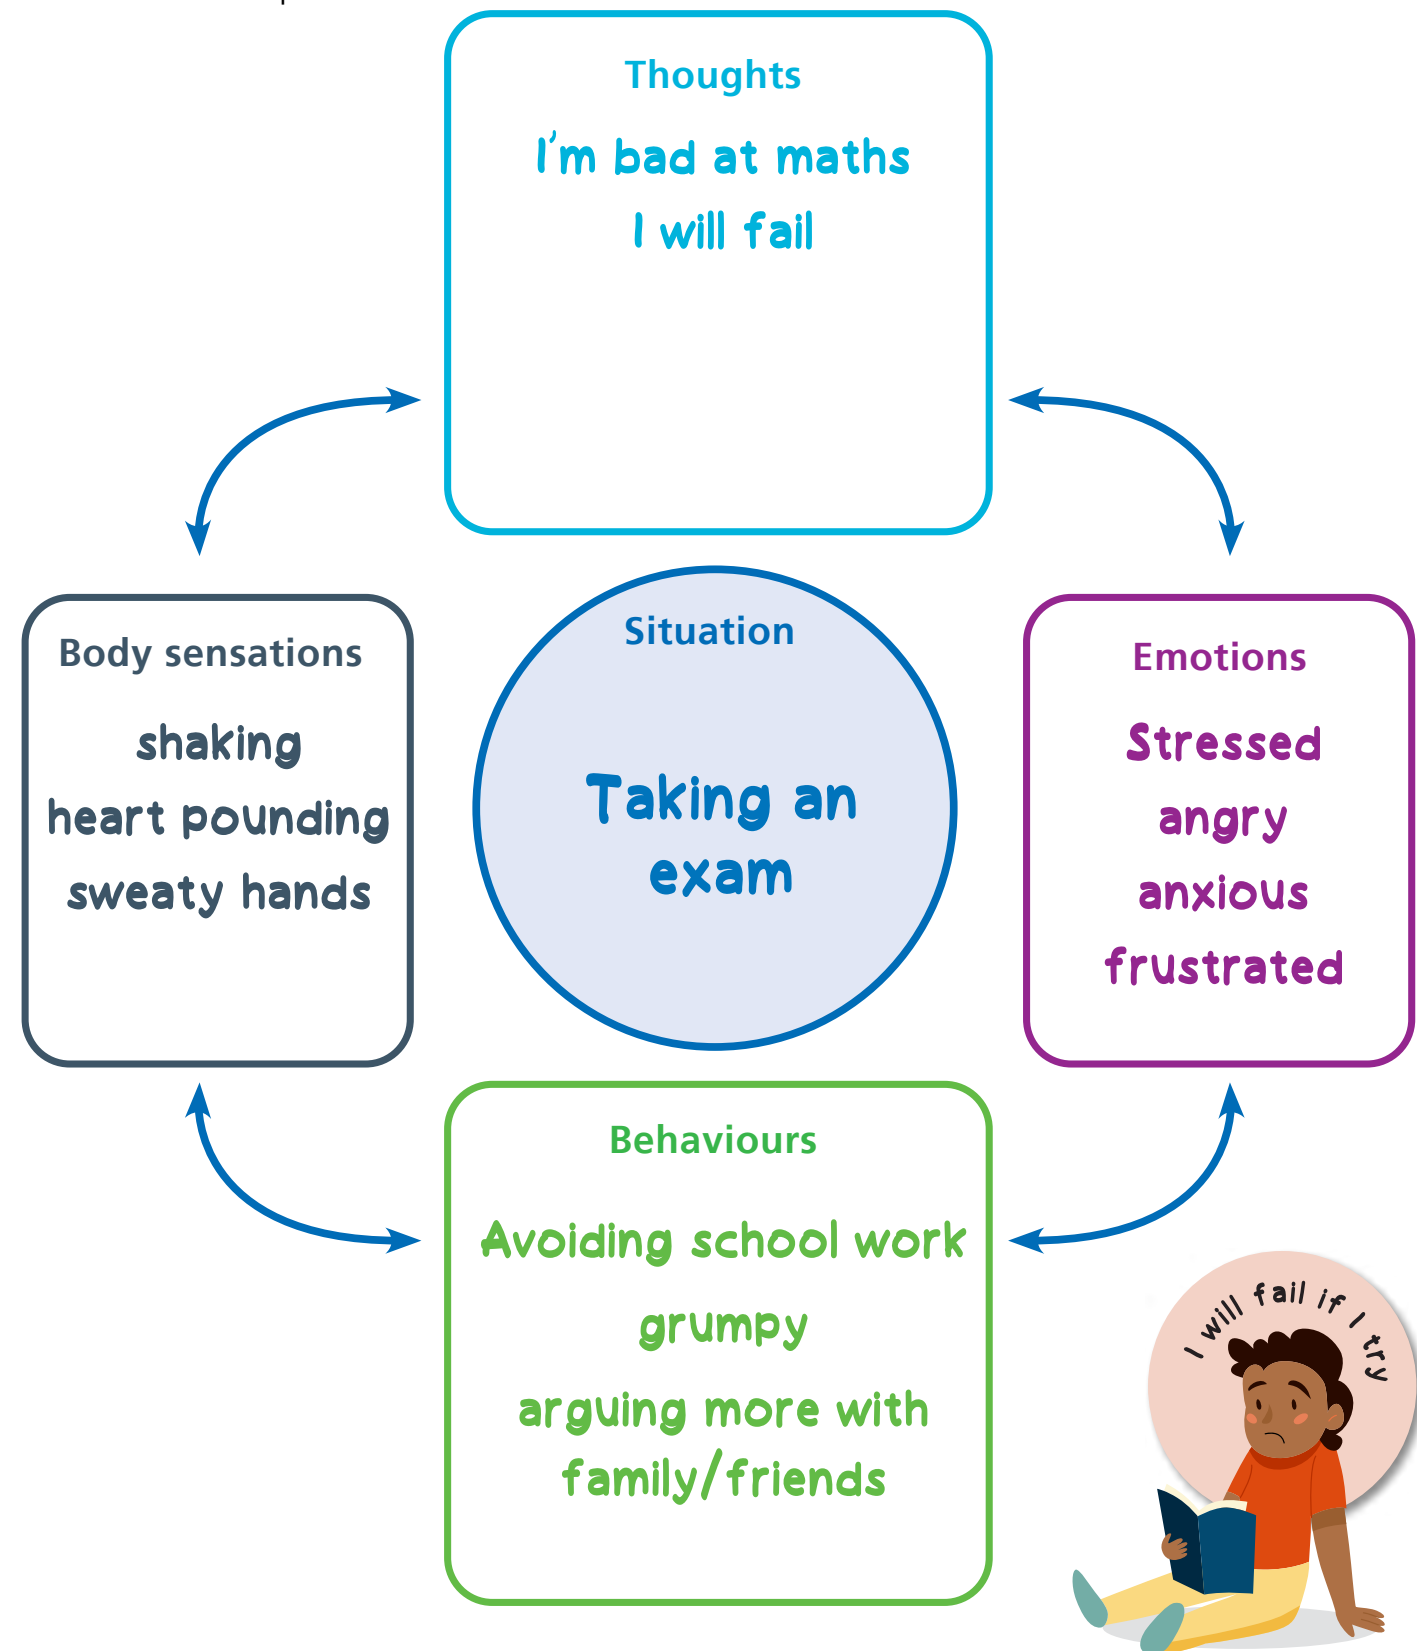 Thoughts
I'm bad at maths
I will fail
Body sensations
shaking
heart pounding
sweaty hands
Situation
Taking an
exam
Emotions
Stressed
angry
anxious
frustrated
Behaviours
Avoiding school work
grumpy
arguing more with
family/friends
I will fail if I try